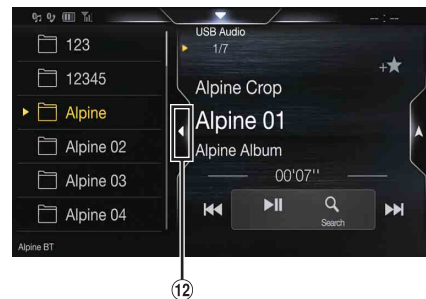 -- : --
123
12345
Alpine
Alpine 02
Alpine 03
Alpine 04
Alpine BT
USB Audio
1/7
Alpine Crop
Alpine 01
Alpine Album
00'07''
Search
12